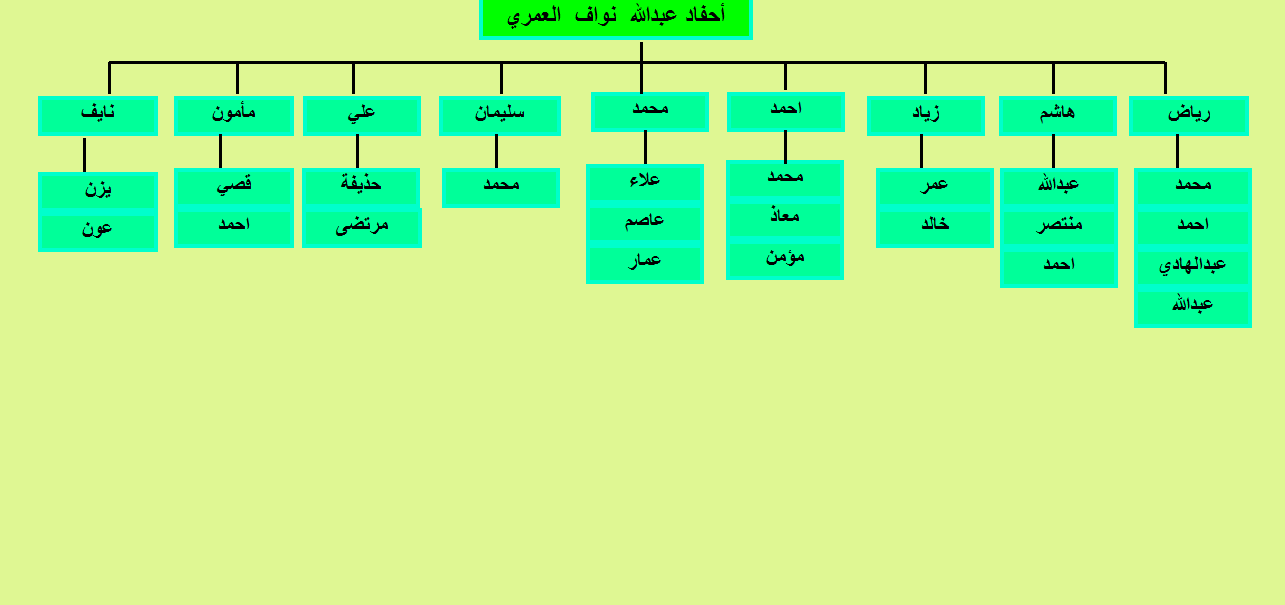 أحفاد عبدالله نواف العمري
رياض
هاشم
زياد
احمد
محمد
سليمان
علي
مأمون
نايف
محمد
احمد
عبدالهادي
عبدالله
عبدالله
منتصر
احمد
عمر
خالد
محمد
معاذ
مؤمن
علاء
عاصم
عمار
محمد
حذيفة
مرتضى
قصي
احمد
يزن
عون